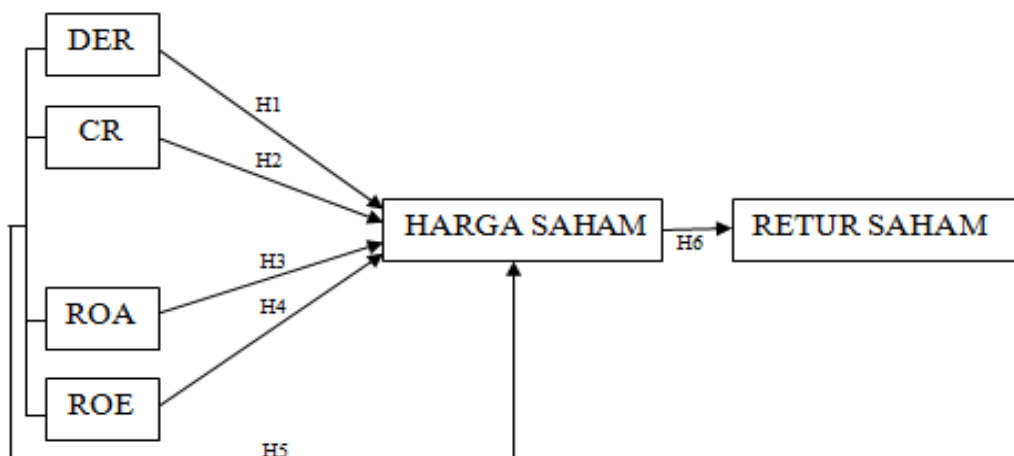 DER
H1
CR
H2
HARGA SAHAM
H6
RETUR SAHAM
H3
ROA
H4
ROE
H5